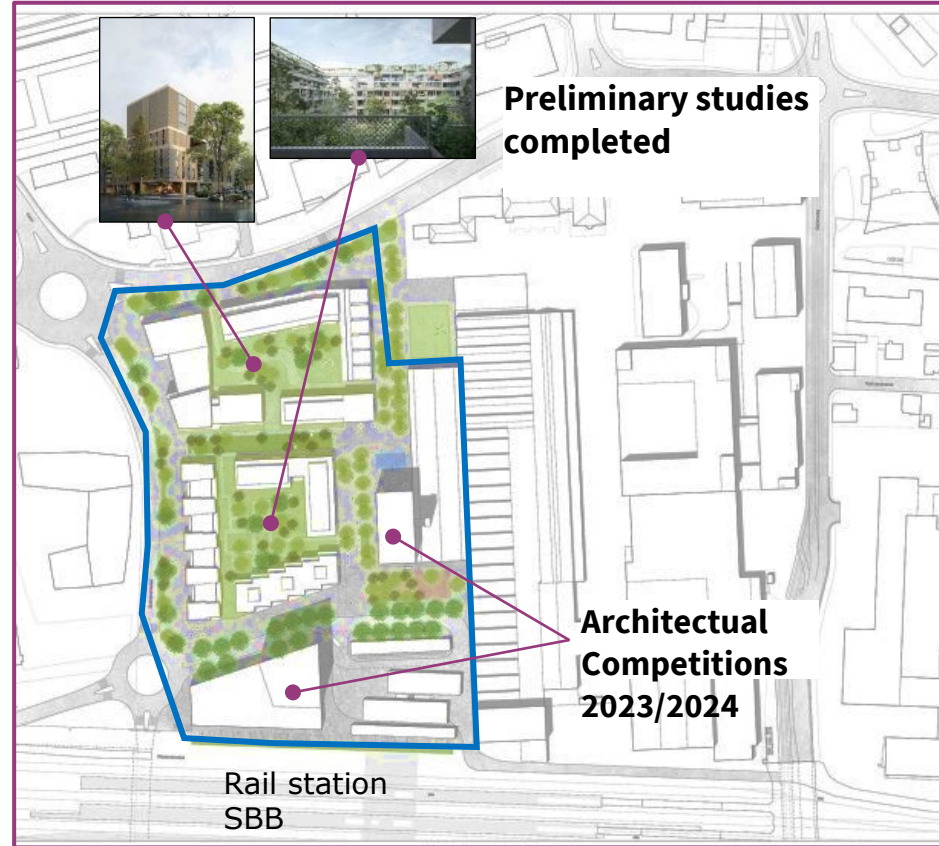 Preliminary studies
completed
Architectual
Competitions
2023/2024
Rail station
SBB